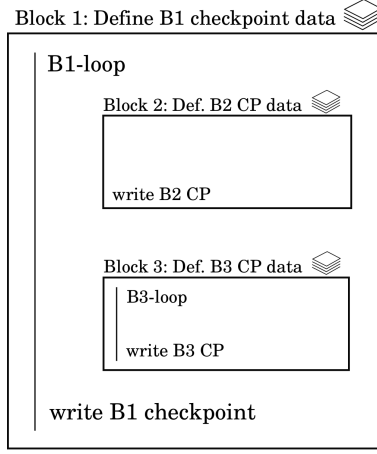 Block 1: Define B1 checkpoint data
B1-loop
Block 2: Def. B2 CP data
write B2 CP
Block 3: Def. B3 CP data
B3-loop
write B3 CP
write B1 checkpoint